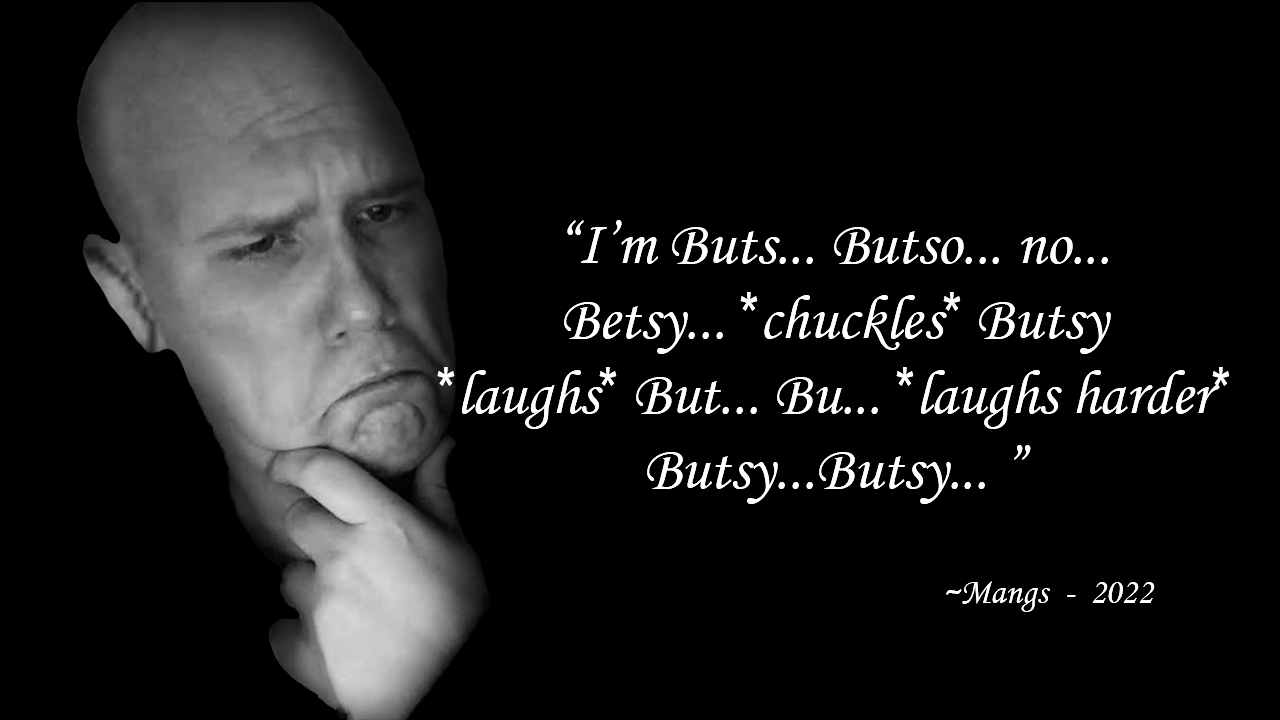 “I’m Buts... Butso... no...
Betsy... *chuckles* Butsy
*laughs* But... Bu... *laughs harder*
Butsy...Butsy... ”
~Mangs - 2022